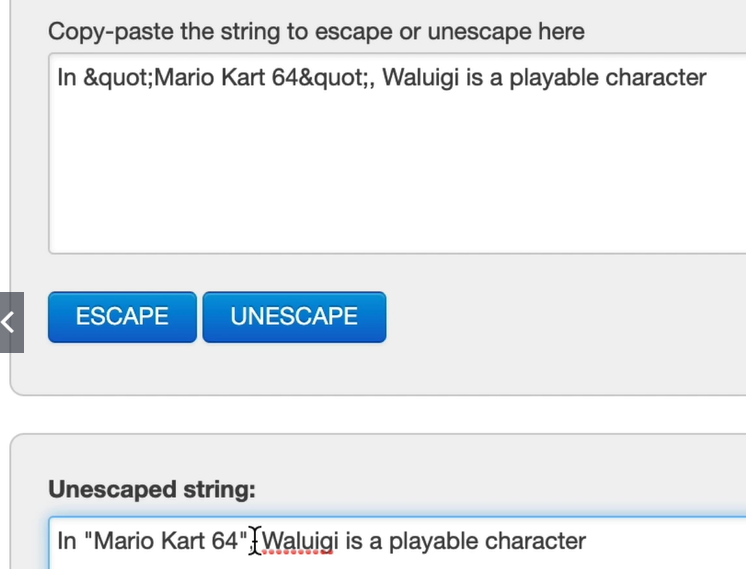 Copy-paste the string to escape or unescape here
In &quot;Mario Kart 64&quot;, Waluigi is a playable character
ESCAPE UNESCAPE
Unescaped string:
In "Mario Kart 64", Waluigi is a playable character